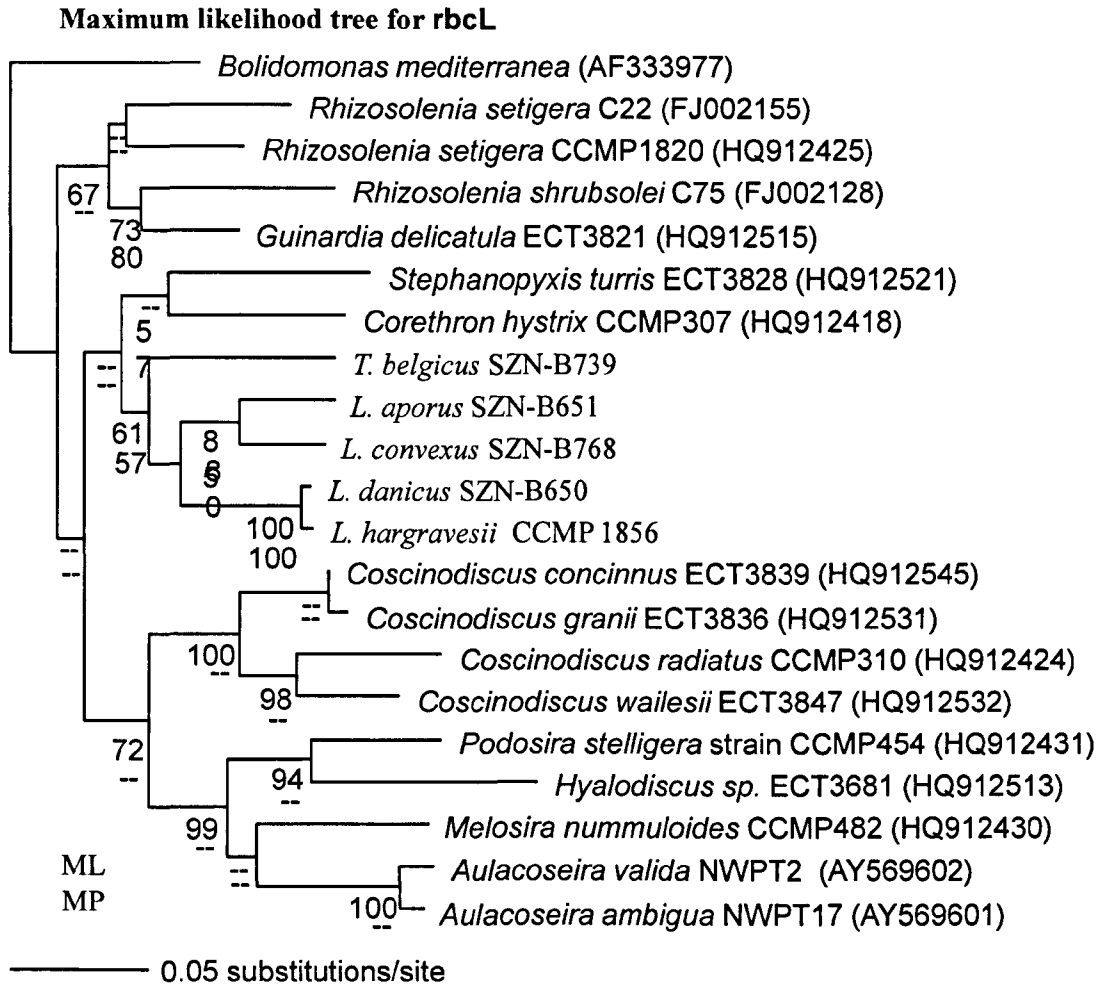 Maximum likelihood tree for rbcL
Bolidomonas mediterranea (AF333977)
Rhizosolenia setigera C22 (FJ002155)
--
--
Rhizosolenia setigera CCMP1820 (HQ912425)
67
--
Rhizosolenia shrubsolei C75 (FJ002128)
73
80
Guinardia delicatula ECT3821 (HQ912515)
Stephanopyxis turris ECT3828 (HQ912521)
--
5
7
Corethron hystrix CCMP307 (HQ912418)
--
--
T. belgicus SZN-B739
L. aporus SZN-B651
61
57
8
L. convexus SZN-B768
0
L. danicus SZN-B650
100
100
L. hargravesii CCMP 1856
--
--
Coscinodiscus concinnus ECT3839 (HQ912545)
--
--
Coscinodiscus granii ECT3836 (HQ912531)
100
--
Coscinodiscus radiatus CCMP310 (HQ912424)
98
--
Coscinodiscus wailesii ECT3847 (HQ912532)
72
--
Podosira stelligera strain CCMP454 (HQ912431)
94
--
Hyalodiscus sp. ECT3681 (HQ912513)
99
--
Melosira nummuloides CCMP482 (HQ912430)
--
--
Aulacoseira valida NWPT2 (AY569602)
100
--
Aulacoseira ambigua NWPT17 (AY569601)
ML
MP
0.05 substitutions/site